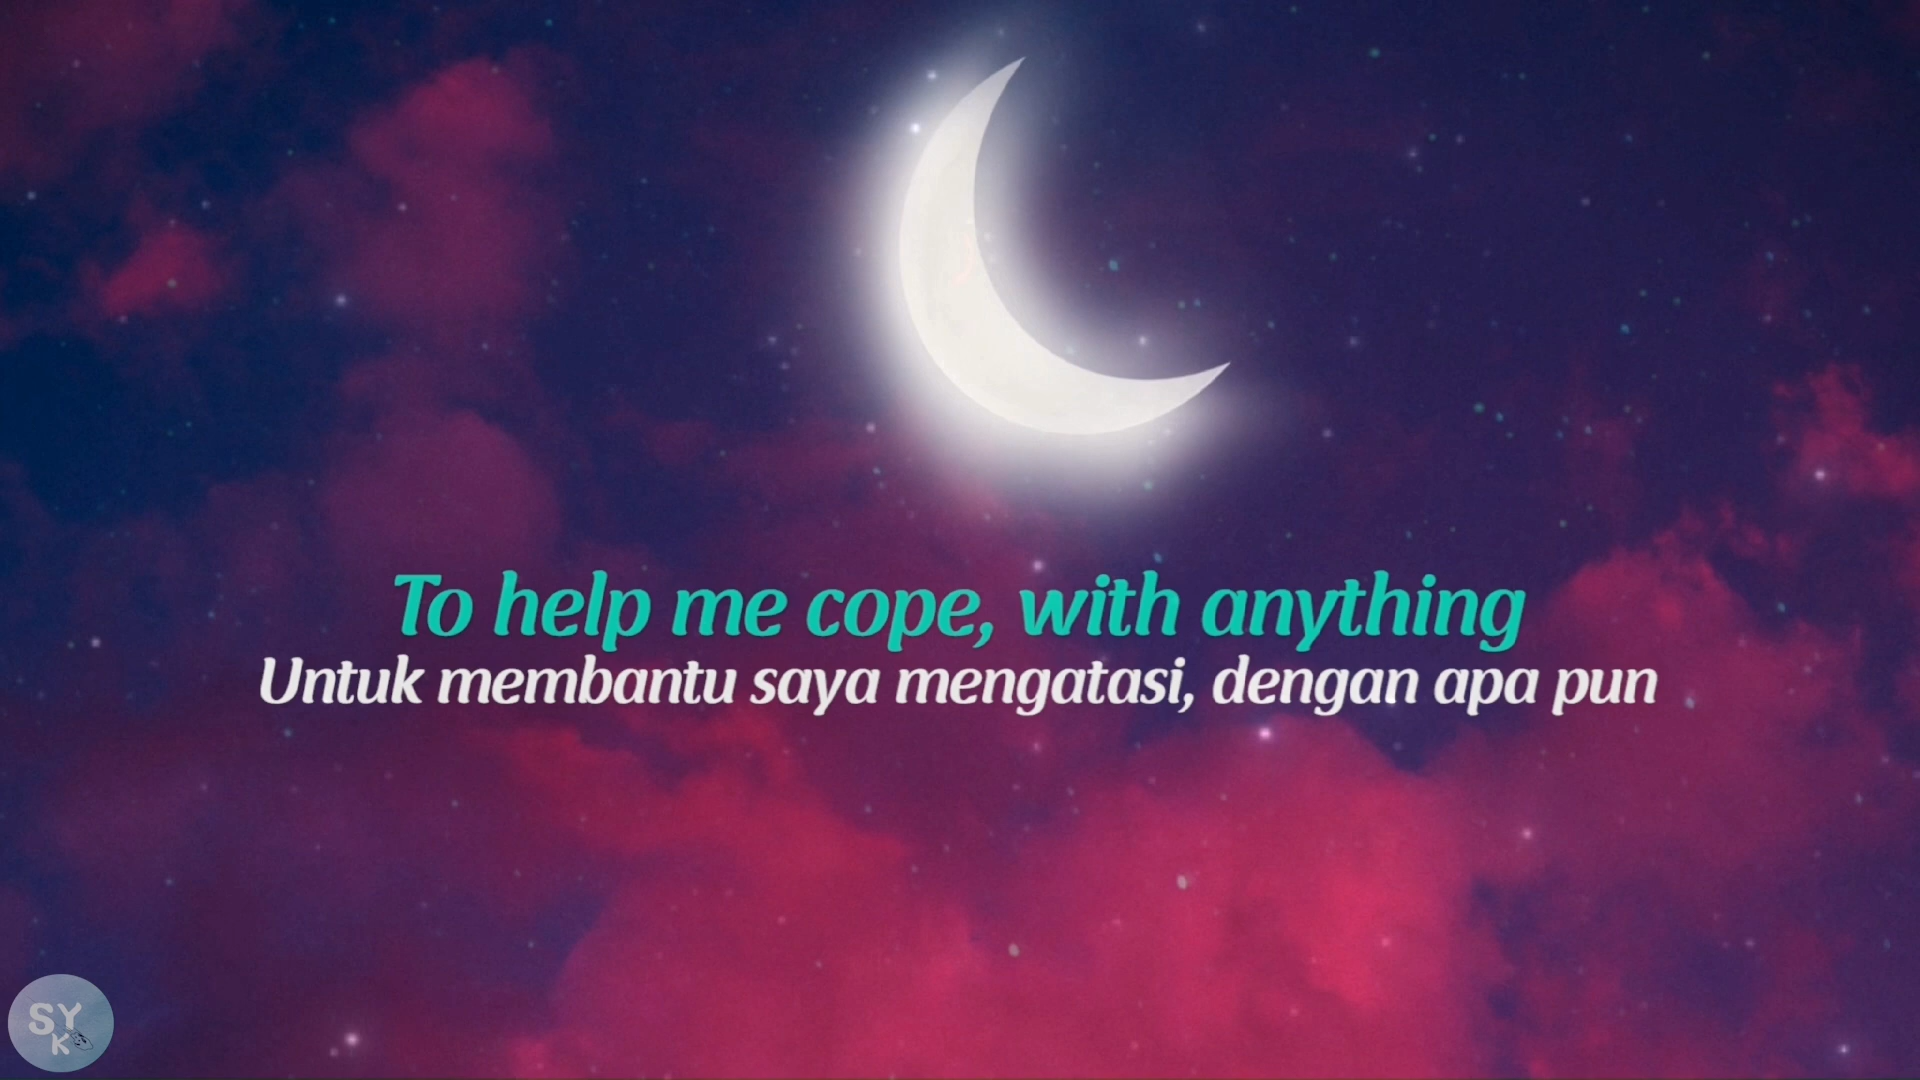 To help me cope, with anything
Untuk membantu saya mengatasi, dengan apa pun
SY
K